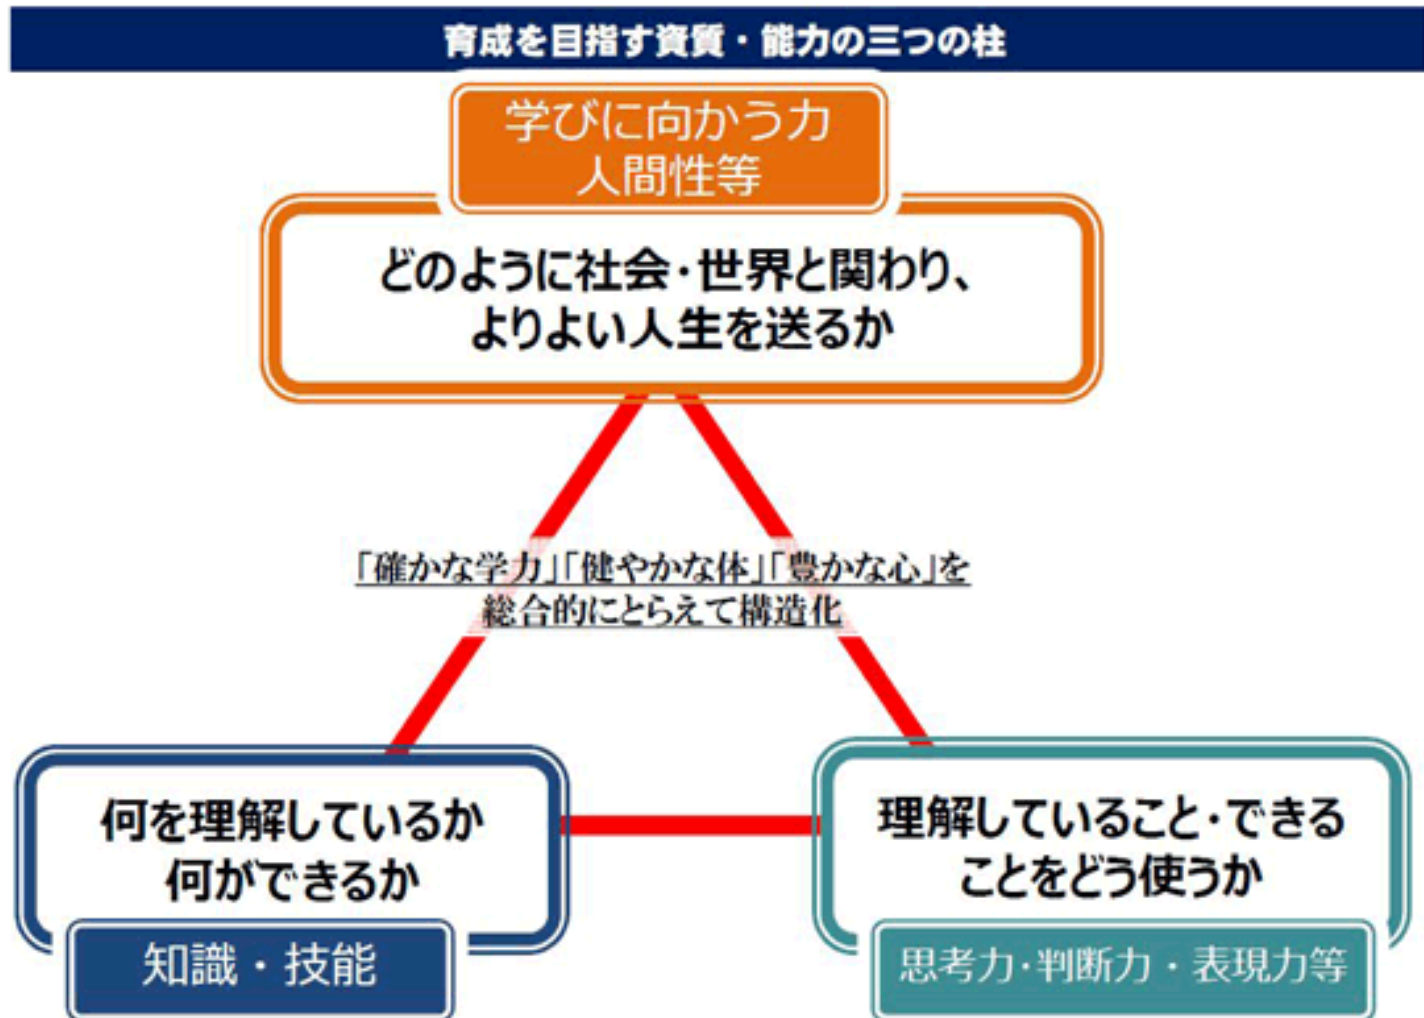 育成を目指す資質・能力の三つの柱
学びに向かう力
人間性等
どのように社会・世界と関わり、
よりよい人生を送るか
「確かな学力」「健やかな体」「豊かな心」を
総合的にとらえて構造化
何を理解しているか
何ができるか
知識・技能
理解していること・できる
ことをどう使うか
思考力・判断力・表現力等